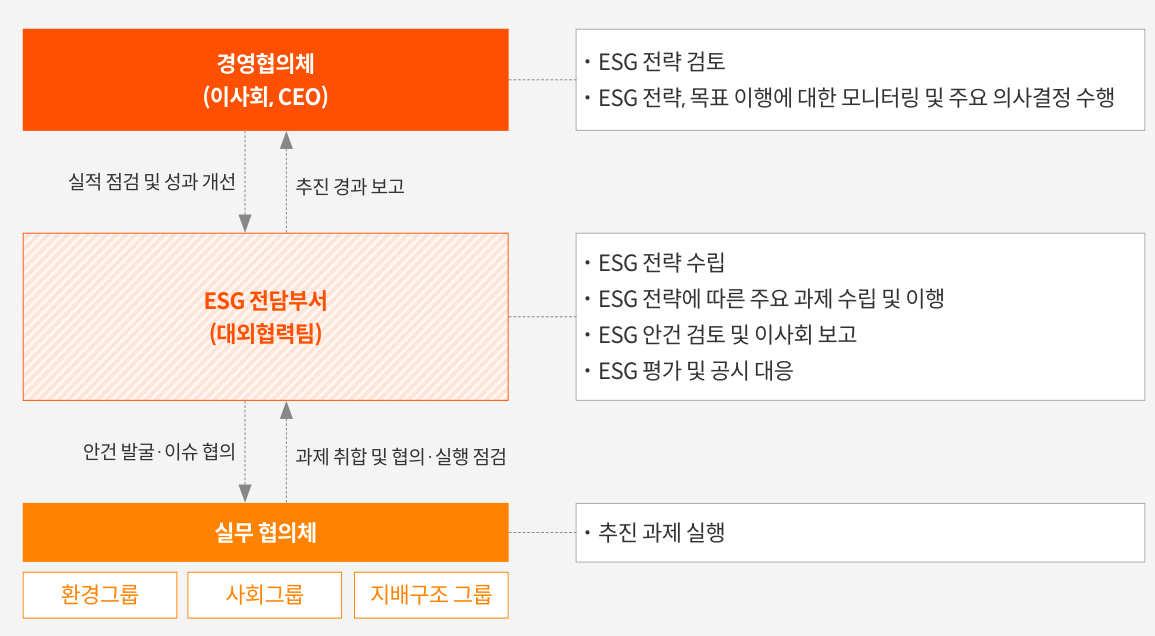 경영협의체
(이사회, CEO)
• ESG 전략 검토
• ESG 전략, 목표 이행에 대한 모니터링 및 주요 의사결정 수행
실적 점검 및 성과 개선
추진 경과 보고
ESG 전담부서
(대외협력팀)
• ESG 전략 수립
• ESG 전략에 따른 주요 과제 수립 및 이행
• ESG 안건 검토 및 이사회 보고
• ESG 평가 및 공시 대응
안건 발굴·이슈 협의
과제 취합 및 협의·실행 점검
실무 협의체
• 추진 과제 실행
환경그룹
사회그룹
지배구조 그룹